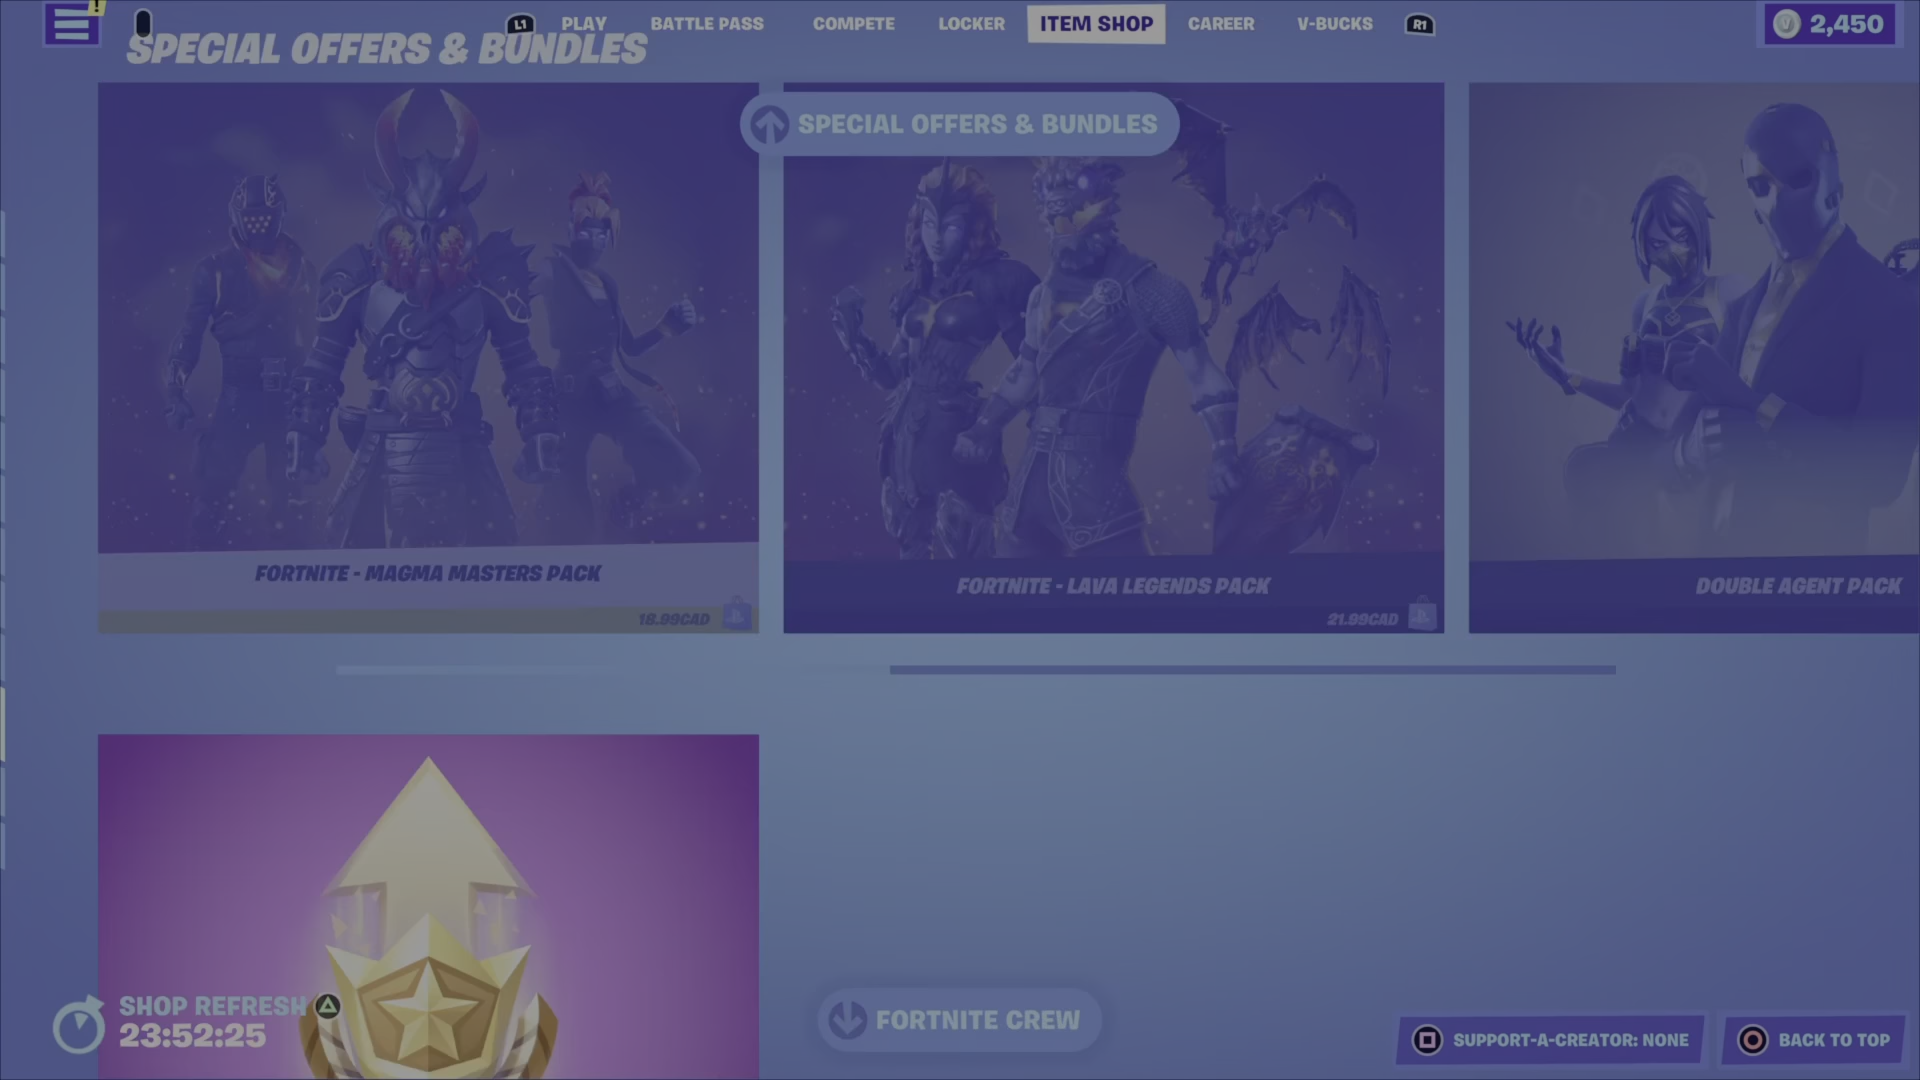 !
L1 PLAY BATTLE PASS COMPETE LOCKER ITEM SHOP CAREER V-BUCKS R1
V 2,450
SPECIAL OFFERS & BUNDLES
SPECIAL OFFERS & BUNDLES
FORTNITE - MAGMA MASTERS PACK
18.99CAD
FORTNITE - LAVA LEGENDS PACK
21.99CAD
DOUBLE AGENT PACK
SHOP REFRESH
23:52:25
FORTNITE CREW
SUPPORT-A-CREATOR: NONE
BACK TO TOP